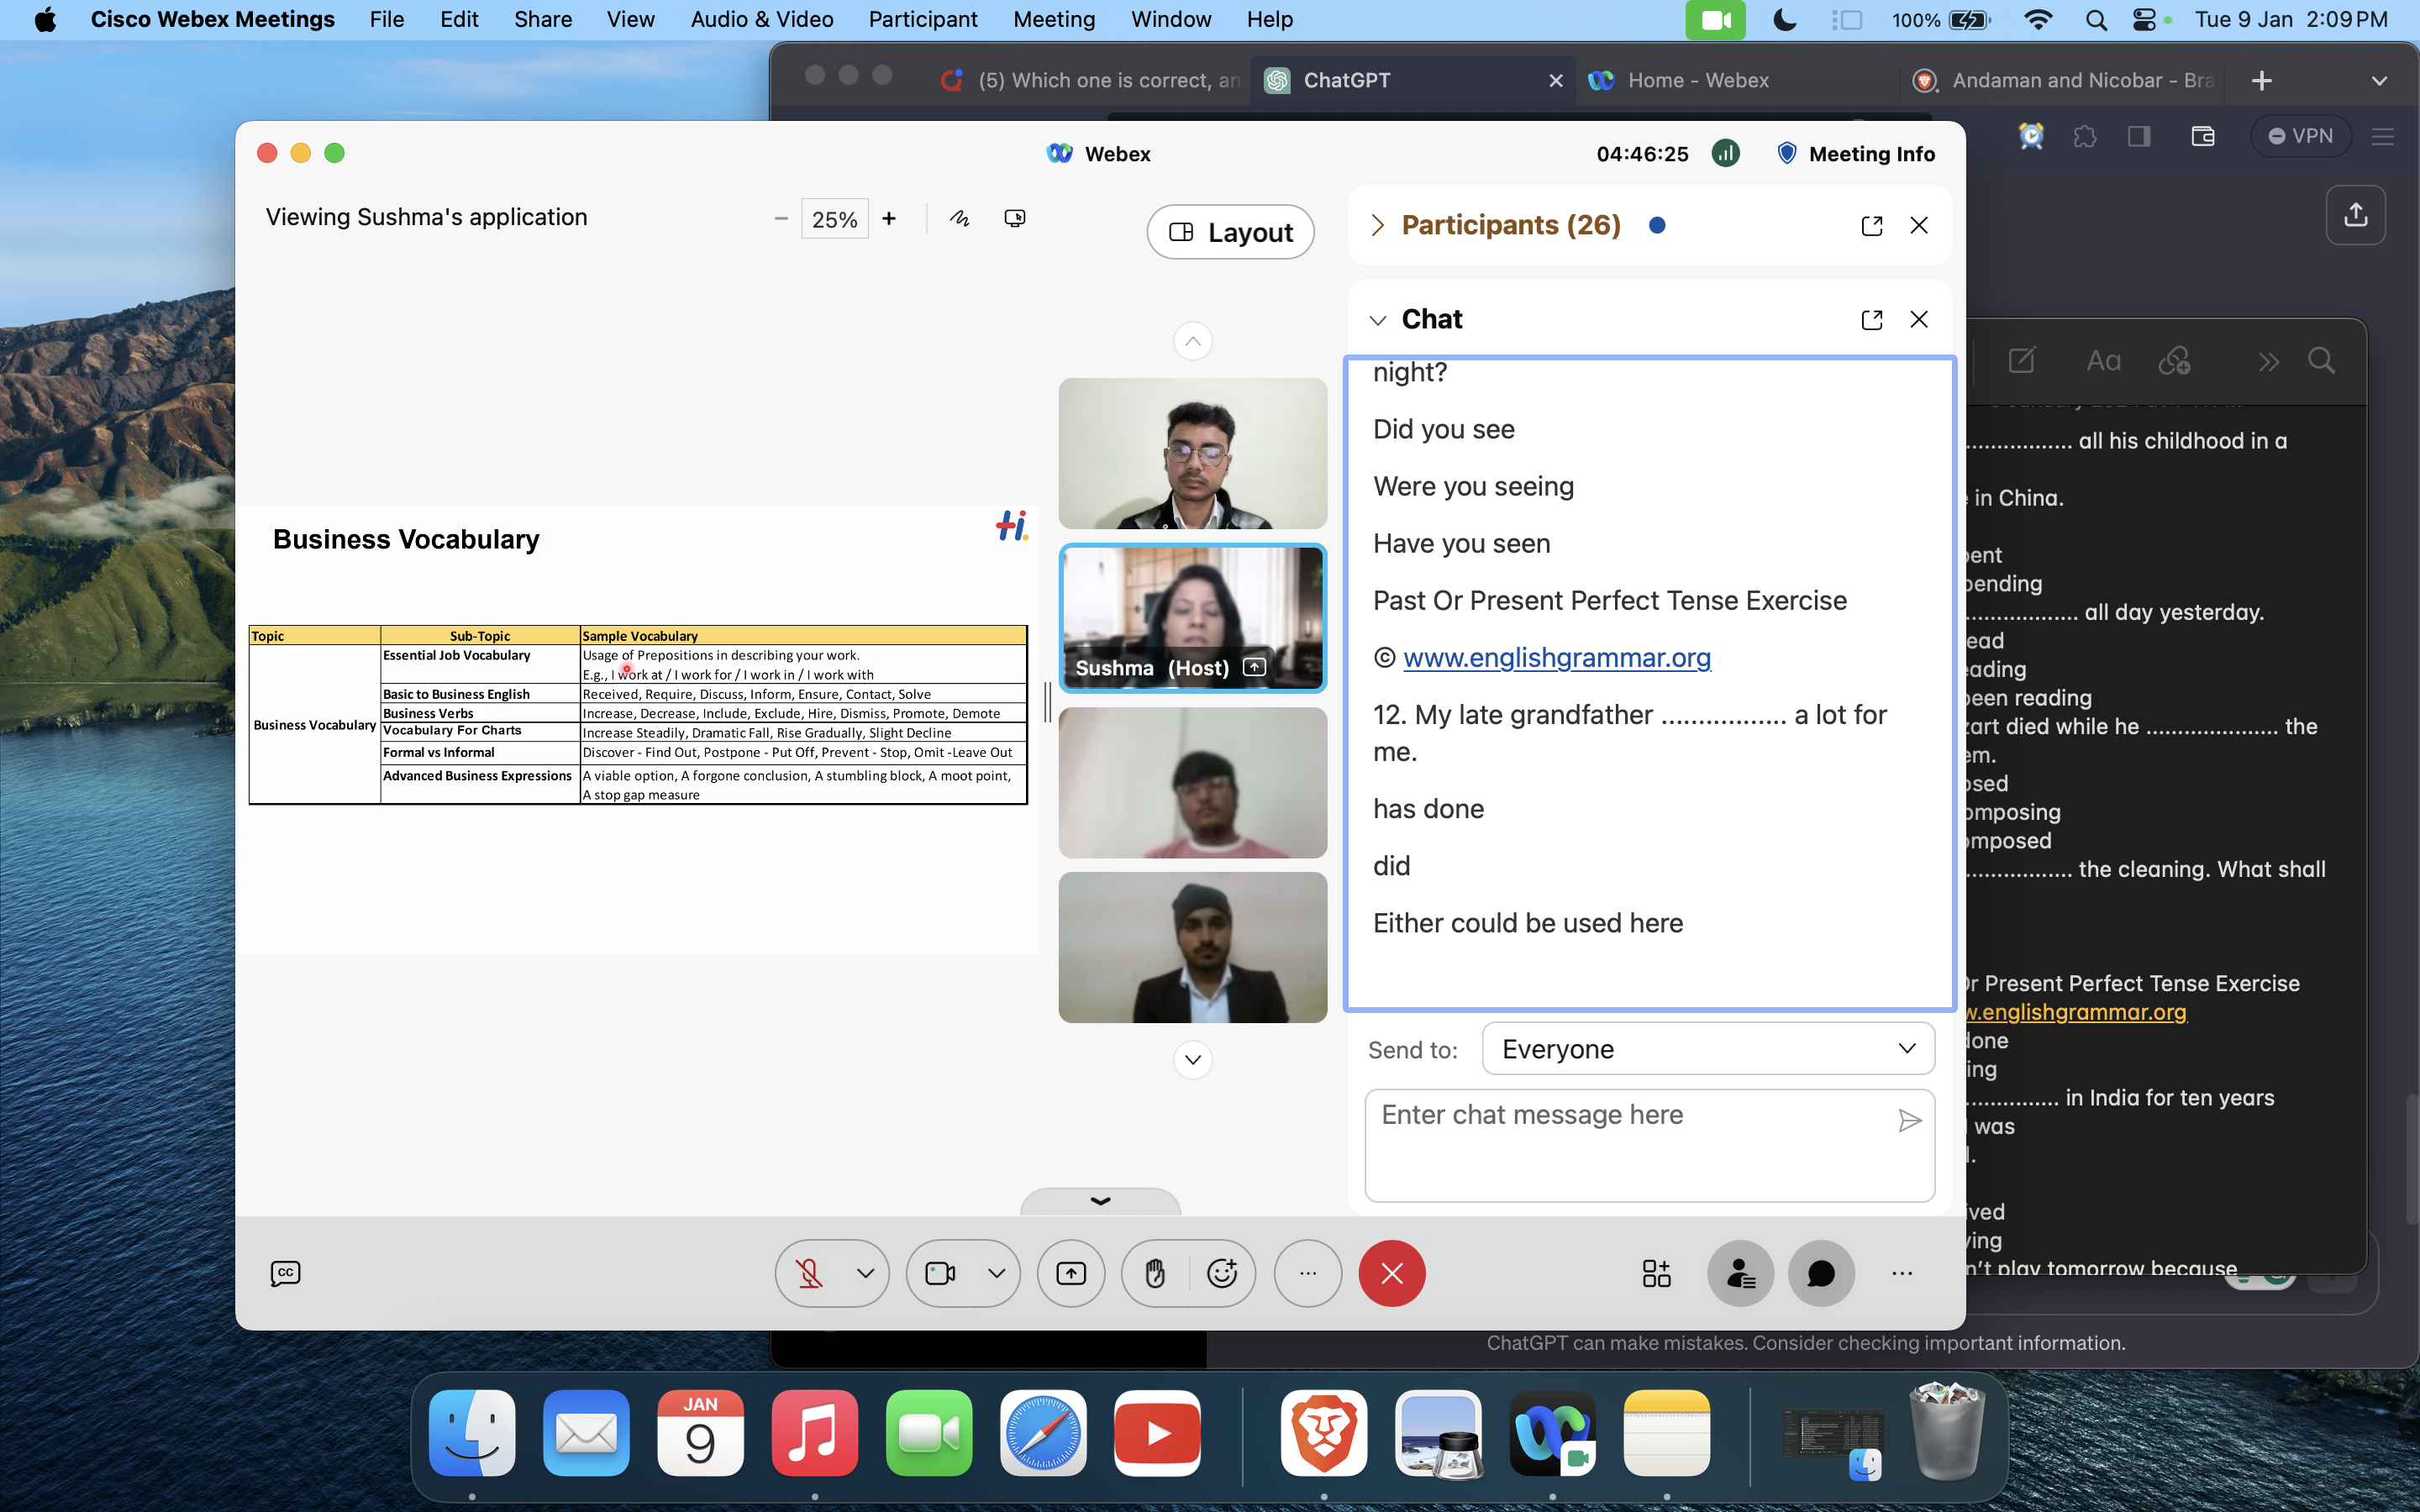 Cisco Webex Meetings File Edit Share View Audio & Video Participant Meeting Window Help 100% Tue 9 Jan 2:09 PM
(5) Which one is correct, an
ChatGPT
Home - Webex
Andaman and Nicobar - Bra
VPN
Webex
04:46:25
Meeting Info
Viewing Sushma's application
25%
Layout
Participants (26)
Chat
night?
Did you see
Were you seeing
Have you seen
Past Or Present Perfect Tense Exercise
© www.englishgrammar.org
12. My late grandfather ................. a lot for
me.
has done
did
Either could be used here
Send to: Everyone
Enter chat message here
Business Vocabulary
Hi
Topic Sub-Topic Sample Vocabulary
Business Vocabulary
Essential Job Vocabulary Usage of Prepositions in describing your work.
E.g., I work at / I work for / I work in / I work with
Basic to Business English Received, Require, Discuss, Inform, Ensure, Contact, Solve
Business Verbs Increase, Decrease, Include, Exclude, Hire, Dismiss, Promote, Demote
Vocabulary For Charts Increase Steadily, Dramatic Fall, Rise Gradually, Slight Decline
Formal vs Informal Discover - Find Out, Postpone - Put Off, Prevent - Stop, Omit -Leave Out
Advanced Business Expressions A viable option, A forgone conclusion, A stumbling block, A moot point,
A stop gap measure
Sushma (Host)
CC
Aa
................. all his childhood in a
in China.
ent
pending
................. all day yesterday.
ead
eading
been reading
zart died while he .................... the
em.
osed
omposing
omposed
................. the cleaning. What shall
Or Present Perfect Tense Exercise
w.englishgrammar.org
done
ing
............... in India for ten years
was
ived
ving
n't play tomorrow because
ChatGPT can make mistakes. Consider checking important information.
JAN
9